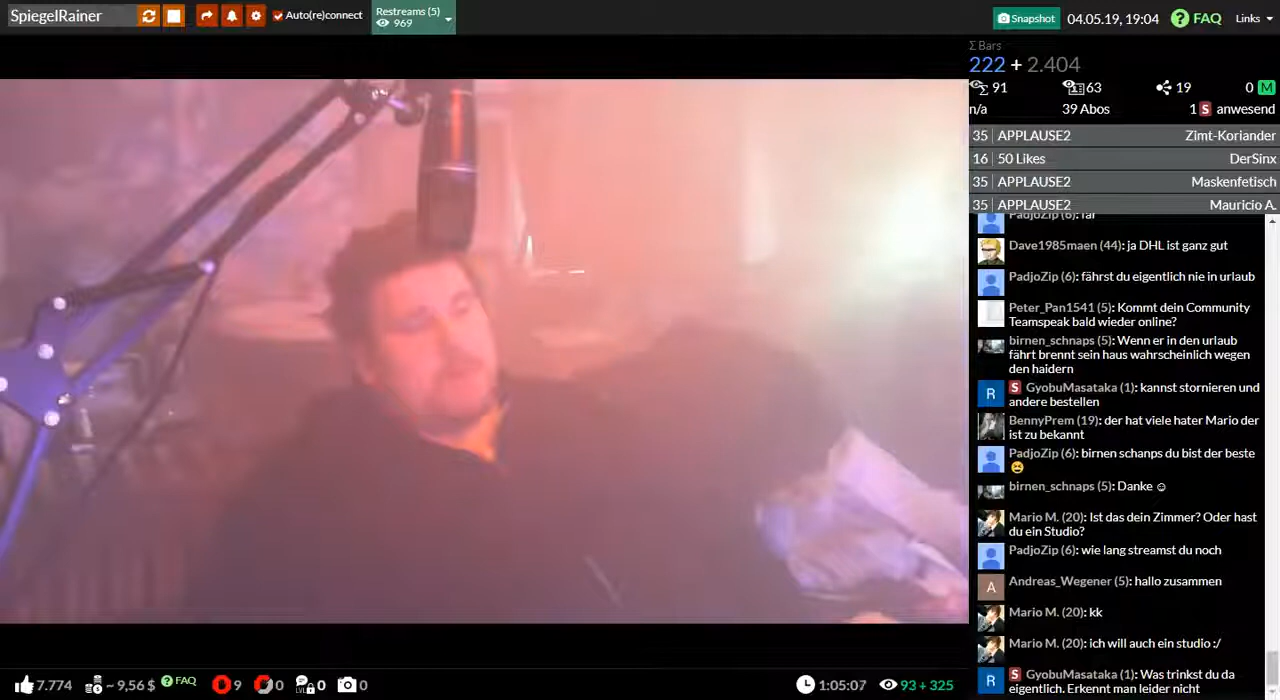 SpiegelRainer
Auto(re)connect
Restreams (5)
969
Snapshot
04.05.19, 19:04
FAQ
Links
Σ Bars
222 + 2.404
91
63
19
0 M
n/a
39 Abos
1 S anwesend
35 | APPLAUSE2 Zimt-Koriander
16 | 50 Likes DerSinx
35 | APPLAUSE2 Maskenfetisch
35 | APPLAUSE2 Mauricio A.
PadjoZip (6):
Dave1985maen (44): ja DHL ist ganz gut
PadjoZip (6): fährst du eigentlich nie in urlaub
Peter_Pan1541 (5): Kommt dein Community
Teamspeak bald wieder online?
birnen_schnaps (5): Wenn er in den urlaub
fährt brennt sein haus wahrscheinlich wegen
den haidern
R
S GyobuMasataka (1): kannst stornieren und
andere bestellen
BennyPrem (19): der hat viele hater Mario der
ist zu bekannt
PadjoZip (6): birnen schanps du bist der beste
😆
birnen_schnaps (5): Danke ☺
Mario M. (20): Ist das dein Zimmer? Oder hast
du ein Studio?
PadjoZip (6): wie lang streamst du noch
A
Andreas_Wegener (5): hallo zusammen
Mario M. (20): kk
Mario M. (20): ich will auch ein studio :/
R
S GyobuMasataka (1): Was trinkst du da
eigentlich. Erkennt man leider nicht
7.774
~ 9,56 $
FAQ
9
0
LVL
0
0
1:05:07
93 + 325